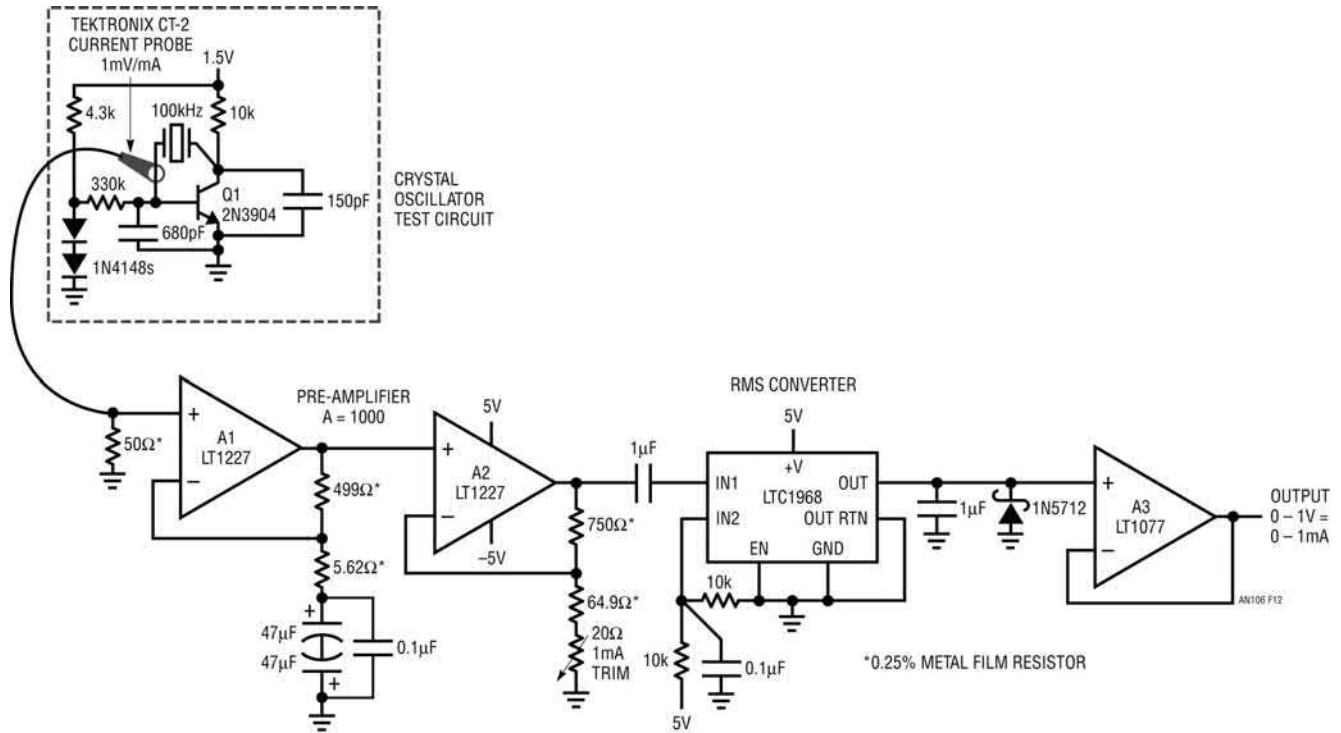 TEKTRONIX CT-2
CURRENT PROBE
1mV/mA
1.5V
4.3k
100kHz
10k
330k
Q1
2N3904
150pF
680pF
1N4148s
CRYSTAL
OSCILLATOR
TEST CIRCUIT
PRE-AMPLIFIER
A = 1000
RMS CONVERTER
+
A1
LT1227
–
50Ω*
499Ω*
5.62Ω*
+
47µF
47µF
+
0.1µF
5V
+
A2
LT1227
–
–5V
750Ω*
64.9Ω*
20Ω
1mA
TRIM
1µF
5V
+V
IN1
LTC1968
OUT
IN2
OUT RTN
EN
GND
10k
10k
0.1µF
5V
1µF
1N5712
+
A3
LT1077
–
OUTPUT
0 – 1V =
0 – 1mA
AN106 F12
*0.25% METAL FILM RESISTOR